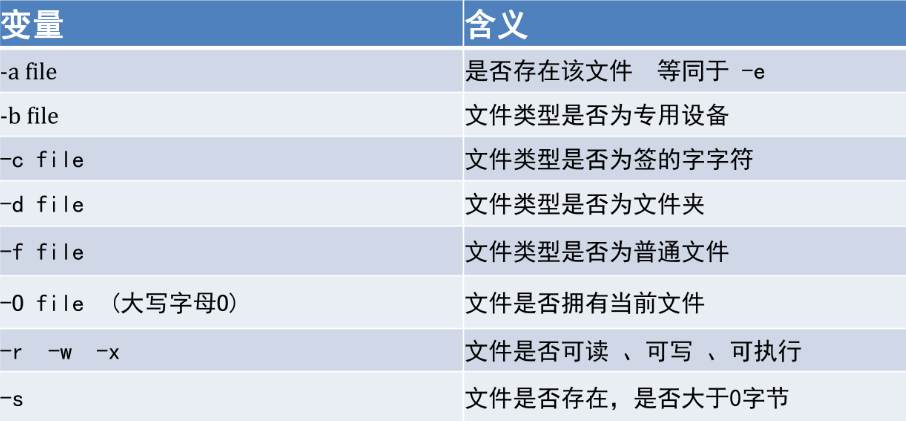 变量 含义
-a file 是否存在该文件 等同于 -e
-b file 文件类型是否为专用设备
-c file 文件类型是否为签的字字符
-d file 文件类型是否为文件夹
-f file 文件类型是否为普通文件
-O file （大写字母O） 文件是否拥有当前文件
-r -w -x 文件是否可读 、可写 、可执行
-s 文件是否存在，是否大于0字节